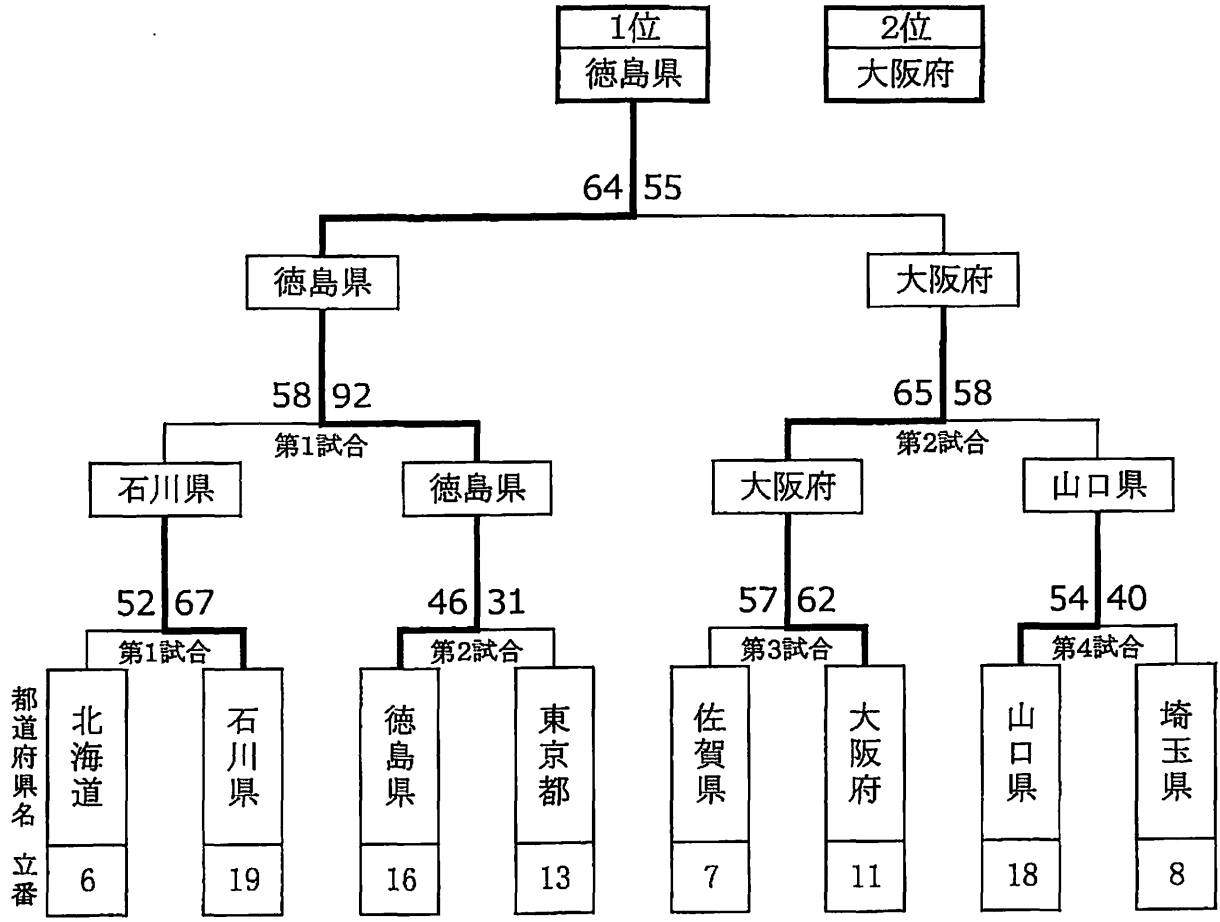 1位 2位
徳島県 大阪府
64 55
徳島県 大阪府
58 92 65 58
第1試合 第2試合
石川県 徳島県 大阪府 山口県
52 67 46 31 57 62 54 40
第1試合 第2試合 第3試合 第4試合
都道府県名 北海道 石川県 徳島県 東京都 佐賀県 大阪府 山口県 埼玉県
立番 6 19 16 13 7 11 18 8